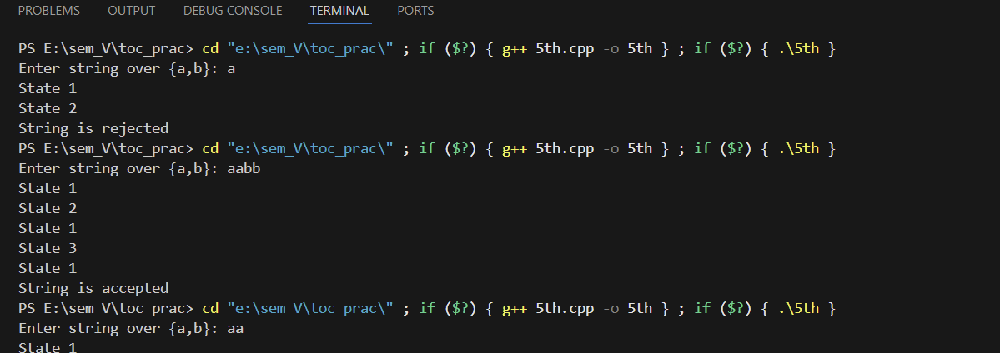 PROBLEMS OUTPUT DEBUG CONSOLE TERMINAL PORTS
PS E:\sem_V\toc_prac> cd "e:\sem_V\toc_prac\" ; if ($?) { g++ 5th.cpp -o 5th } ; if ($?) { .\5th }
Enter string over {a,b}: a
State 1
State 2
String is rejected
PS E:\sem_V\toc_prac> cd "e:\sem_V\toc_prac\" ; if ($?) { g++ 5th.cpp -o 5th } ; if ($?) { .\5th }
Enter string over {a,b}: aabb
State 1
State 2
State 1
State 3
State 1
String is accepted
PS E:\sem_V\toc_prac> cd "e:\sem_V\toc_prac\" ; if ($?) { g++ 5th.cpp -o 5th } ; if ($?) { .\5th }
Enter string over {a,b}: aa
State 1